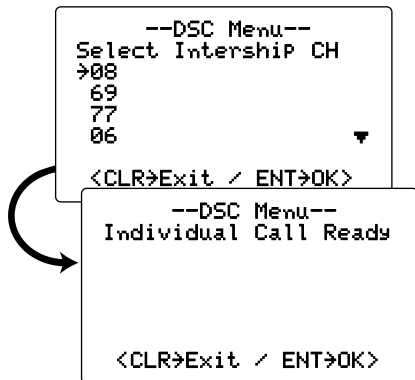 --DSC Menu--
Select IntershiP CH
→08
69
77
06 ▼
<CLR→Exit / ENT→OK>
--DSC Menu--
Individual Call Ready
<CLR→Exit / ENT→OK>